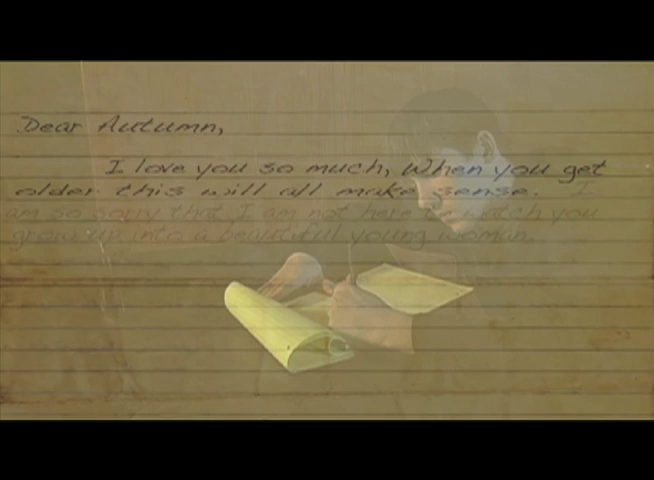 Dear Autumn,
I love you so much, When you get
older this will all make sense. I
am so sorry that I am not here to watch you
grow up into a beautiful young woman.